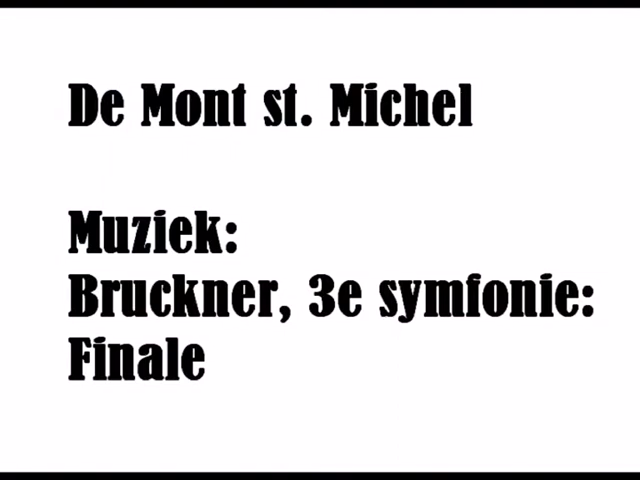 De Mont st. Michel
Muziek:
Bruckner, 3e symfonie:
Finale